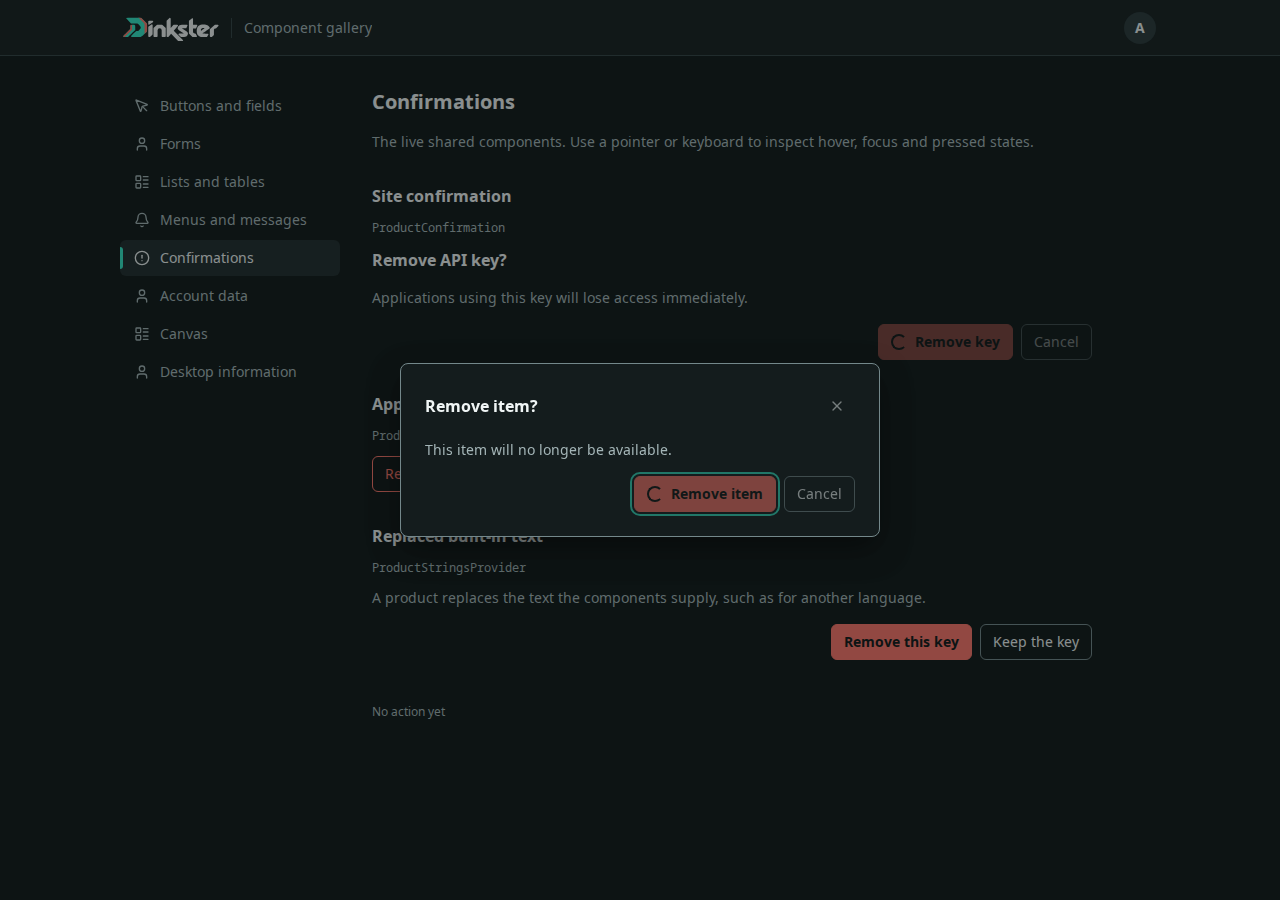 Dinkster
Component gallery
A
Buttons and fields
Forms
Lists and tables
Menus and messages
Confirmations
Account data
Canvas
Desktop information
Confirmations
The live shared components. Use a pointer or keyboard to inspect hover, focus and pressed states.
Site confirmation
ProductConfirmation
Remove API key?
Applications using this key will lose access immediately.
Remove key
Cancel
Remove item?
This item will no longer be available.
Remove item
Cancel
Replaced built-in text
ProductStringsProvider
A product replaces the text the components supply, such as for another language.
Remove this key
Keep the key
No action yet